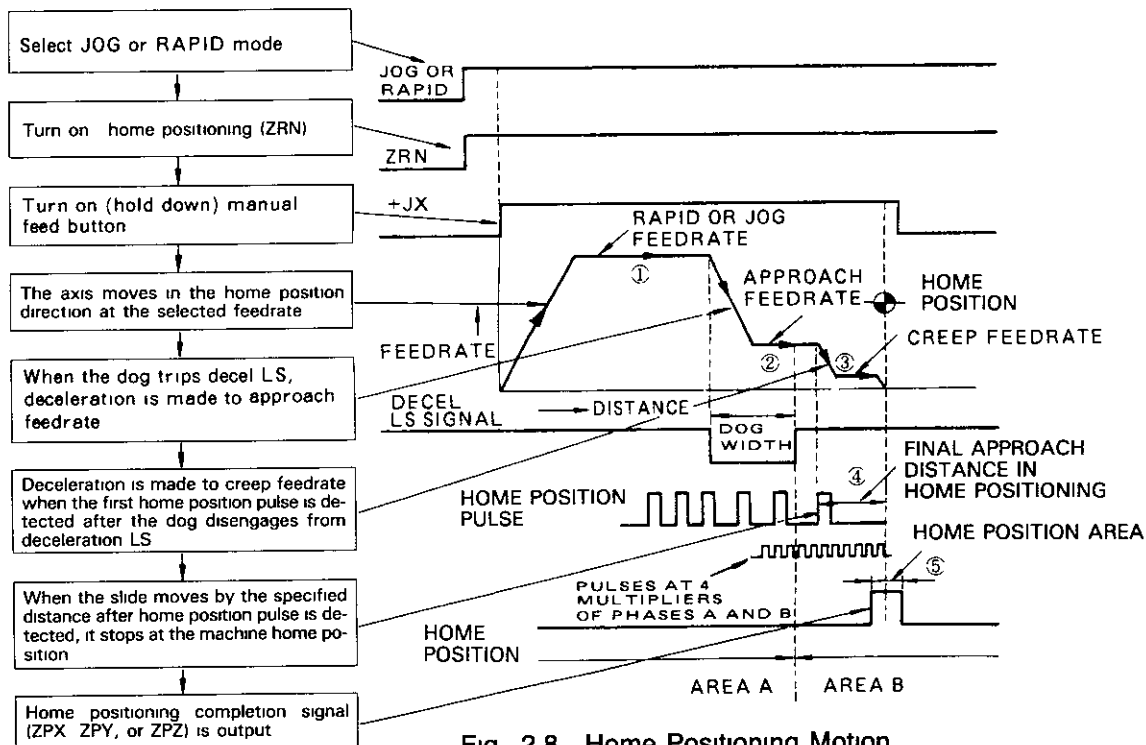 Select JOG or RAPID mode
Turn on home positioning (ZRN)
Turn on (hold down) manual
feed button
The axis moves in the home position
direction at the selected feedrate
When the dog trips decel LS,
deceleration is made to approach
feedrate
Deceleration is made to creep feedrate
when the first home position pulse is de-
tected after the dog disengages from
deceleration LS
When the slide moves by the specified
distance after home position pulse is de-
tected, it stops at the machine home po-
sition
Home positioning completion signal
(ZPX ZPY, or ZPZ) is output
JOG OR
RAPID
ZRN
+JX
RAPID OR JOG
FEEDRATE
①
APPROACH
FEEDRATE
HOME
POSITION
FEEDRATE
②
③
CREEP FEEDRATE
DECEL
LS SIGNAL
DISTANCE
DOG
WIDTH
FINAL APPROACH
DISTANCE IN
HOME POSITIONING
④
HOME POSITION
PULSE
HOME POSITION AREA
⑤
PULSES AT 4
MULTIPLIERS
OF PHASES A AND B
HOME
POSITION
AREA A
AREA B
Fig. 2.8 Home Positioning Motion